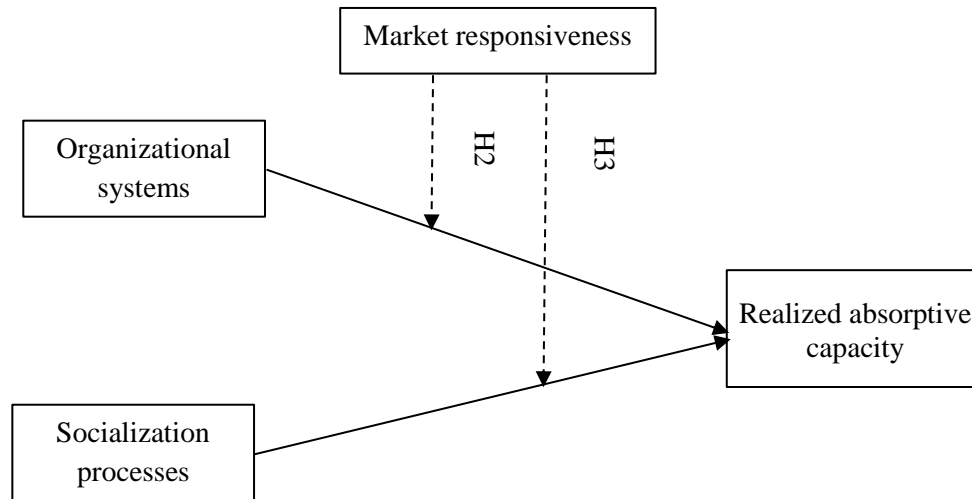 Market responsiveness
H2
H3
Organizational
systems
Realized absorptive
capacity
Socialization
processes